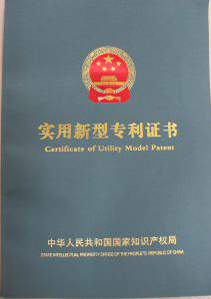 实用新型专利证书
Certificate of Utility Model Patent
中华人民共和国国家知识产权局
STATE INTELLECTUAL PROPERTY OFFICE OF THE PEOPLE'S REPUBLIC OF CHINA